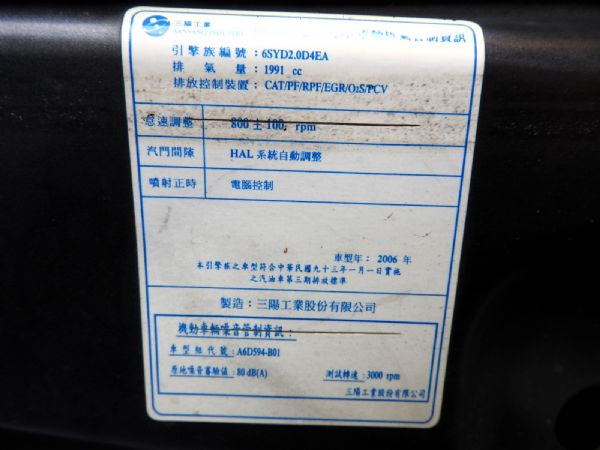 三陽工業
SANYANG INDUSTRY
引擎族編號：6SYD2.0D4EA
排氣量：1991 cc
排放控制裝置：CAT/PF/RPF/EGR/O2S/PCV
怠速調整 800 ± 100 rpm
汽門間隙 HAL 系統自動調整
噴射正時 電腦控制
車型年：2006 年
本引擎族之車型符合中華民國九十三年一月一日實施
之汽油車第三期排放標準
製造：三陽工業股份有限公司
機動車輛噪音管制資訊：
車型組代號：A6D594-B01
原地噪音審驗值：80 dB(A) 測試轉速：3000 rpm
三陽工業股份有限公司